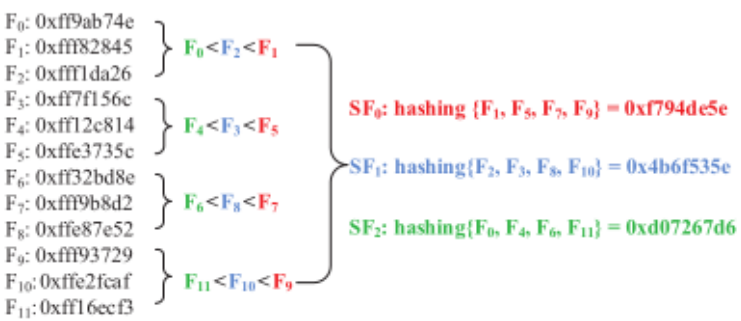 F₀: 0xff9ab74e
F₁: 0xfff82845
F₂: 0xfff1da26
F₀<F₂<F₁
F₃: 0xff7f156c
F₄: 0xff12c814
F₅: 0xffe3735c
F₄<F₃<F₅
F₆: 0xff32bd8e
F₇: 0xfff9b8d2
F₈: 0xffe87e52
F₆<F₈<F₇
F₉: 0xfff93729
F₁₀:0xffe2fcaf
F₁₁:0xff16ecf3
F₁₁<F₁₀<F₉
SF₀: hashing {F₁, F₅, F₇, F₉} = 0xf794de5e
SF₁: hashing{F₂, F₃, F₈, F₁₀} = 0x4b6f535e
SF₂: hashing{F₀, F₄, F₆, F₁₁} = 0xd07267d6